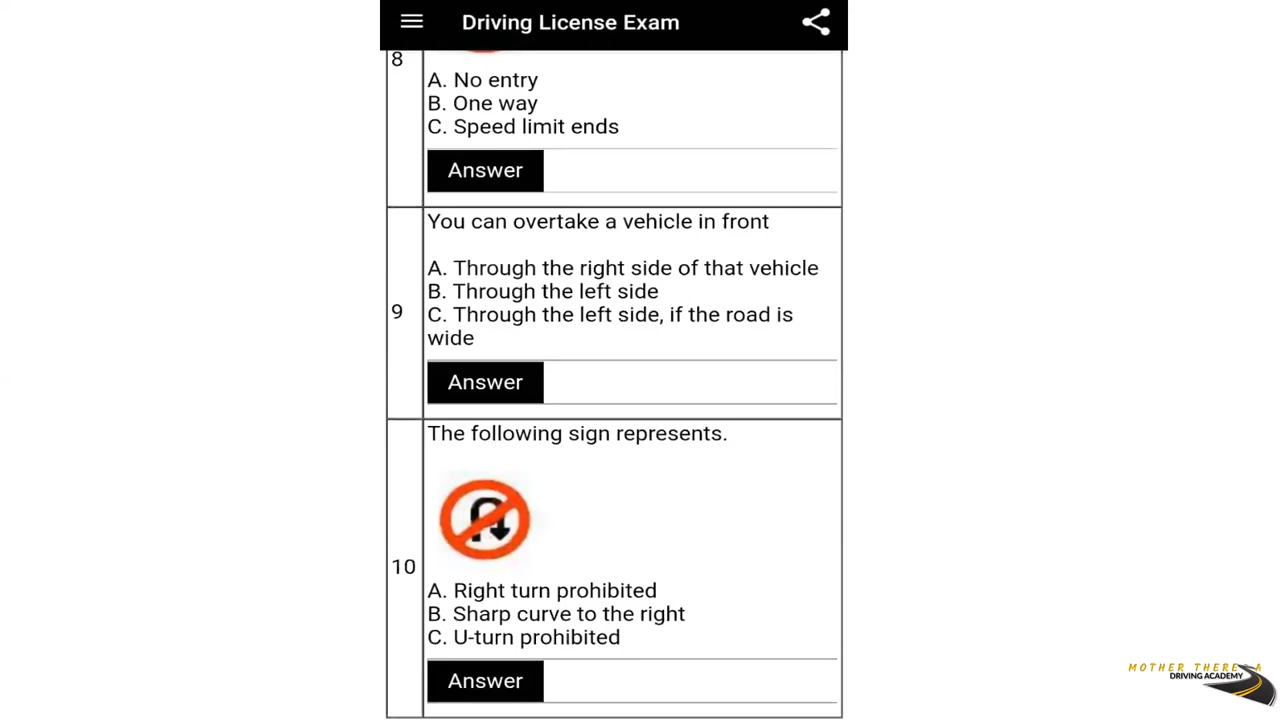 Driving License Exam
8
A. No entry
B. One way
C. Speed limit ends
Answer
You can overtake a vehicle in front
9
A. Through the right side of that vehicle
B. Through the left side
C. Through the left side, if the road is
wide
Answer
The following sign represents.
10
A. Right turn prohibited
B. Sharp curve to the right
C. U-turn prohibited
Answer
MOTHER THERE A
DRIVING ACADEMY